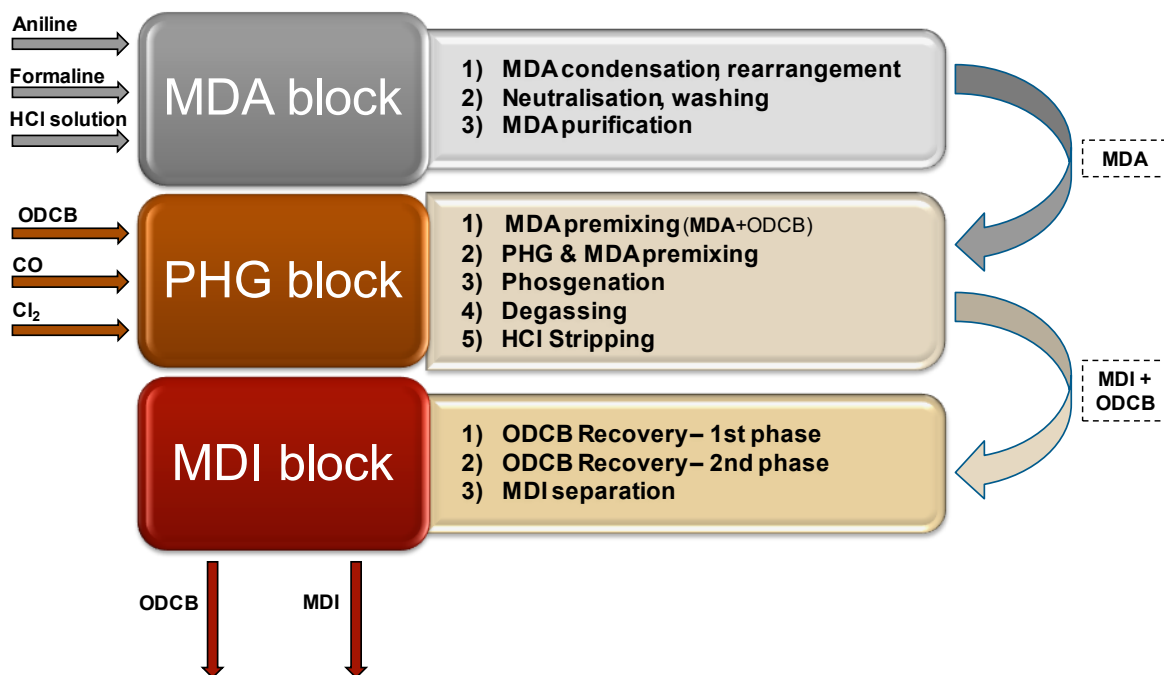 Aniline
Formaline
HCl solution
MDA block
1) MDA condensation, rearrangement
2) Neutralisation, washing
3) MDA purification
MDA
ODCB
CO
Cl₂
PHG block
1) MDA premixing (MDA+ODCB)
2) PHG & MDA premixing
3) Phosgenation
4) Degassing
5) HCl Stripping
MDI +
ODCB
MDI block
1) ODCB Recovery – 1st phase
2) ODCB Recovery – 2nd phase
3) MDI separation
ODCB
MDI